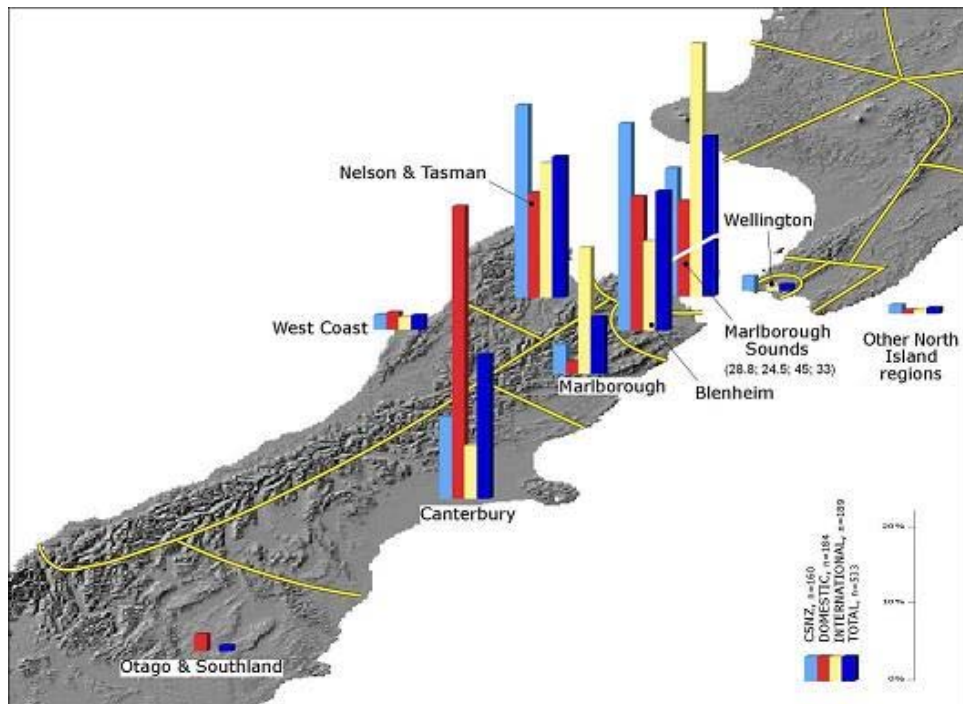 Nelson & Tasman
Wellington
West Coast
Marlborough
Sounds
(28.8; 24.5; 45; 33)
Other North
Island
regions
Marlborough
Blenheim
Canterbury
Otago & Southland
CSNZ, n=160
DOMESTIC, n=184
INTERNATIONAL, n=189
TOTAL, n=533
20%
10%
0%